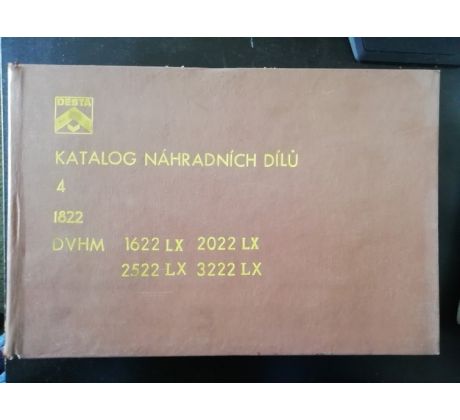 DESTA
KATALOG NÁHRADNÍCH DÍLŮ
4
1822
DVHM 1622 LX 2022 LX
2522 LX 3222 LX